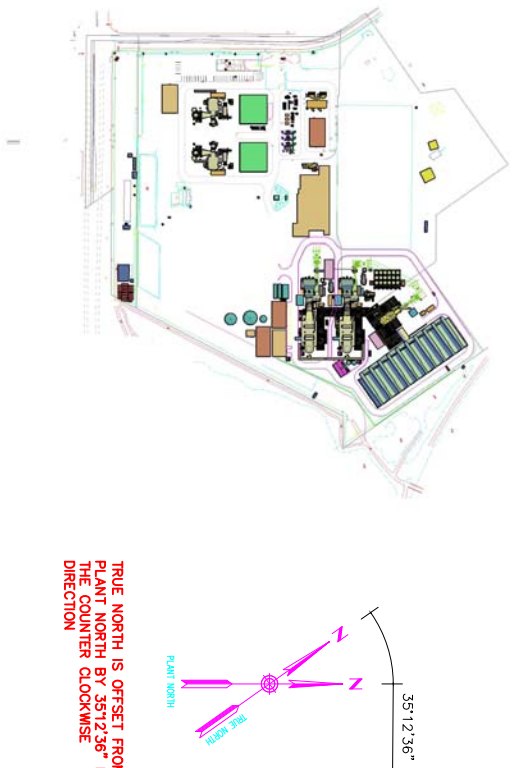 35°12'36"
N
N
PLANT NORTH
TRUE NORTH
TRUE NORTH IS OFFSET FROM
PLANT NORTH BY 35°12'36"
THE COUNTER CLOCKWISE
DIRECTION